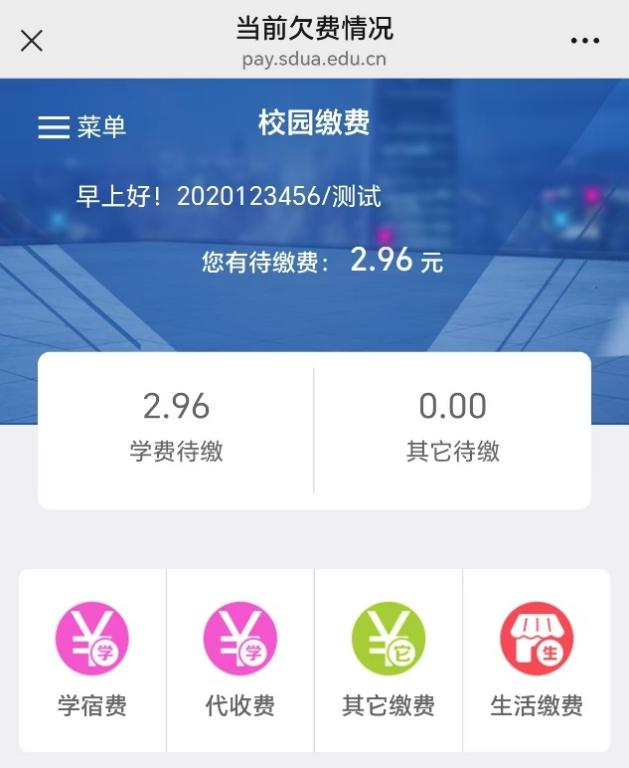 当前欠费情况
pay.sdua.edu.cn
菜单
校园缴费
早上好！2020123456/测试
您有待缴费： 2.96 元
2.96
0.00
学费待缴
其它待缴
学
学
它
生
学宿费
代收费
其它缴费
生活缴费